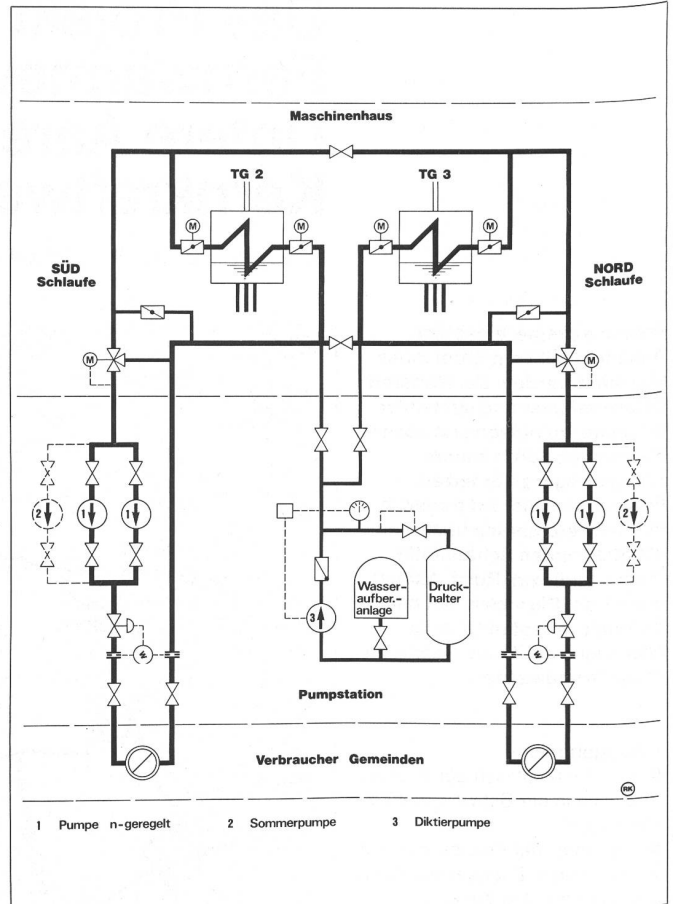 Maschinenhaus
TG 2
TG 3
M
M
M
M
SÜD
Schlaufe
NORD
Schlaufe
M
M
2
1
1
1
1
2
3
Wasser-
aufber.-
anlage
Druck-
halter
Pumpstation
Verbraucher Gemeinden
RK
1 Pumpe n-geregelt
2 Sommerpumpe
3 Diktierpumpe